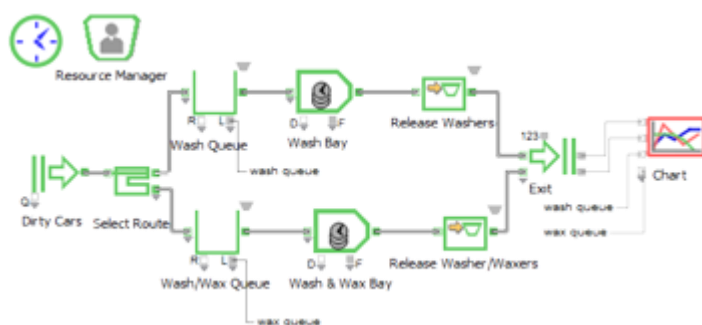 Resource Manager
R L
D F
Wash Queue
Wash Bay
Release Washers
wash queue
123
Q
Dirty Cars
Select Route
Exit
Chart
wash queue
wax queue
R L
D F
Wash/Wax Queue
Wash & Wax Bay
Release Washer/Waxers
wax queue